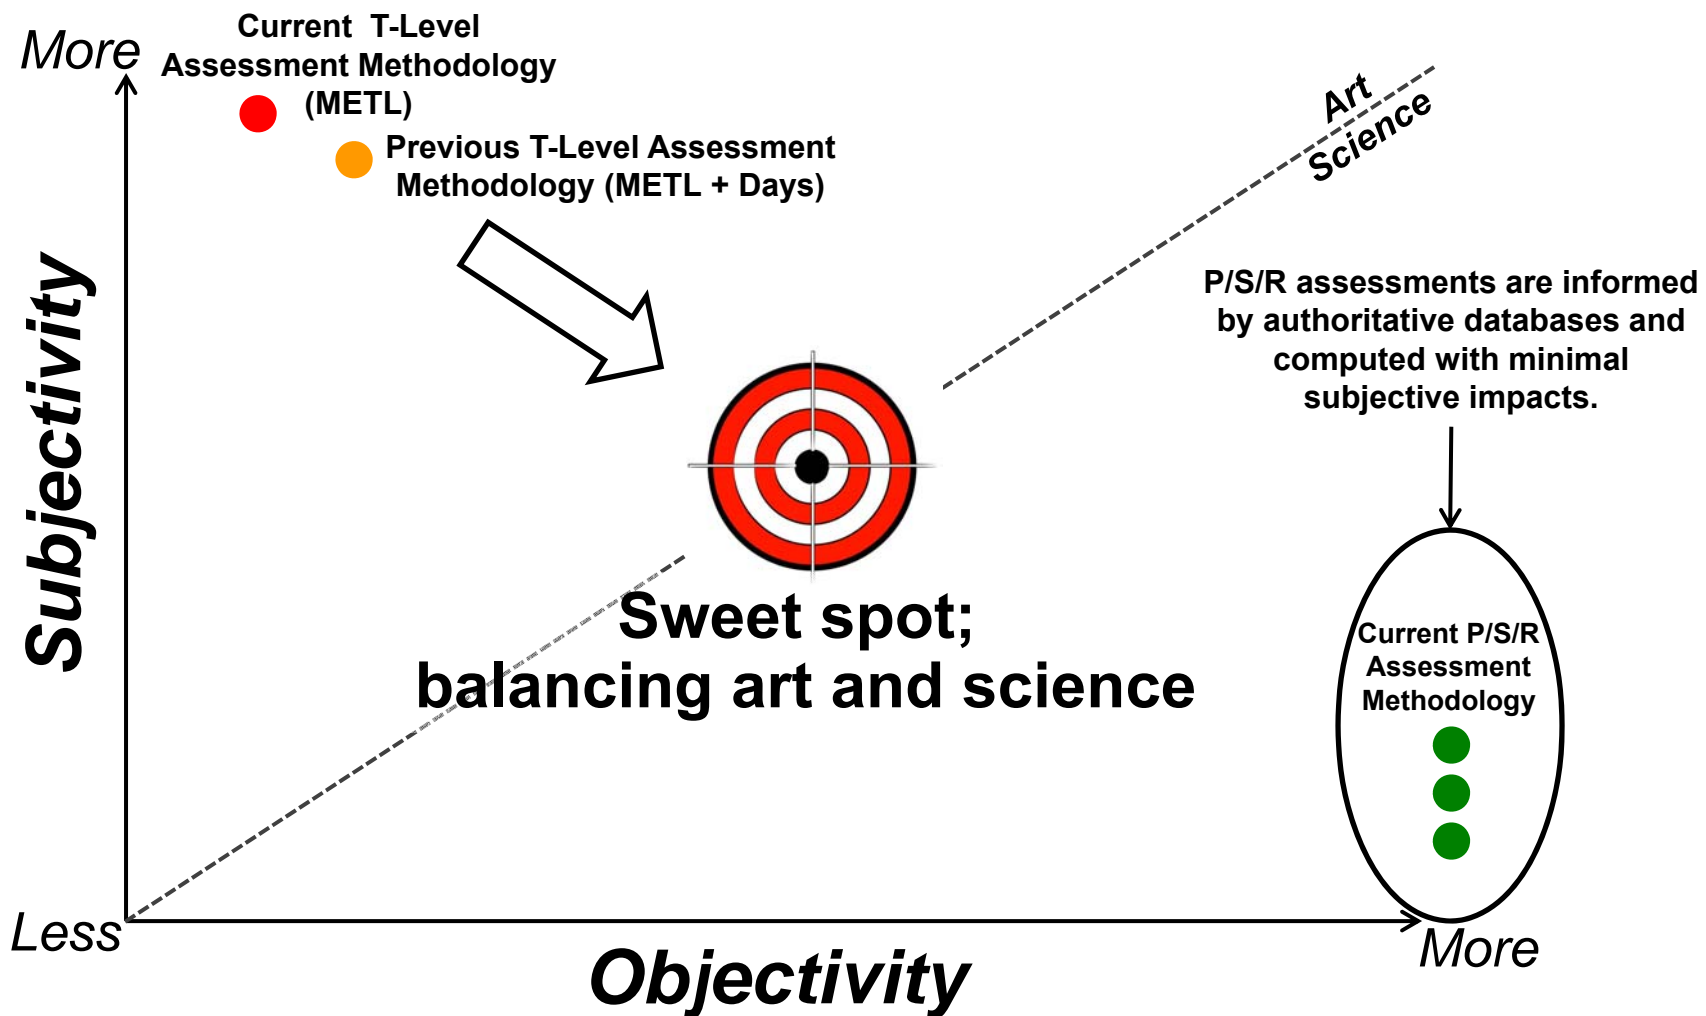 More
Current T-Level
Assessment Methodology
(METL)
Previous T-Level Assessment
Methodology (METL + Days)
Art
Science
Subjectivity
P/S/R assessments are informed
by authoritative databases and
computed with minimal
subjective impacts.
Sweet spot;
balancing art and science
Current P/S/R
Assessment
Methodology
Less
Objectivity
More